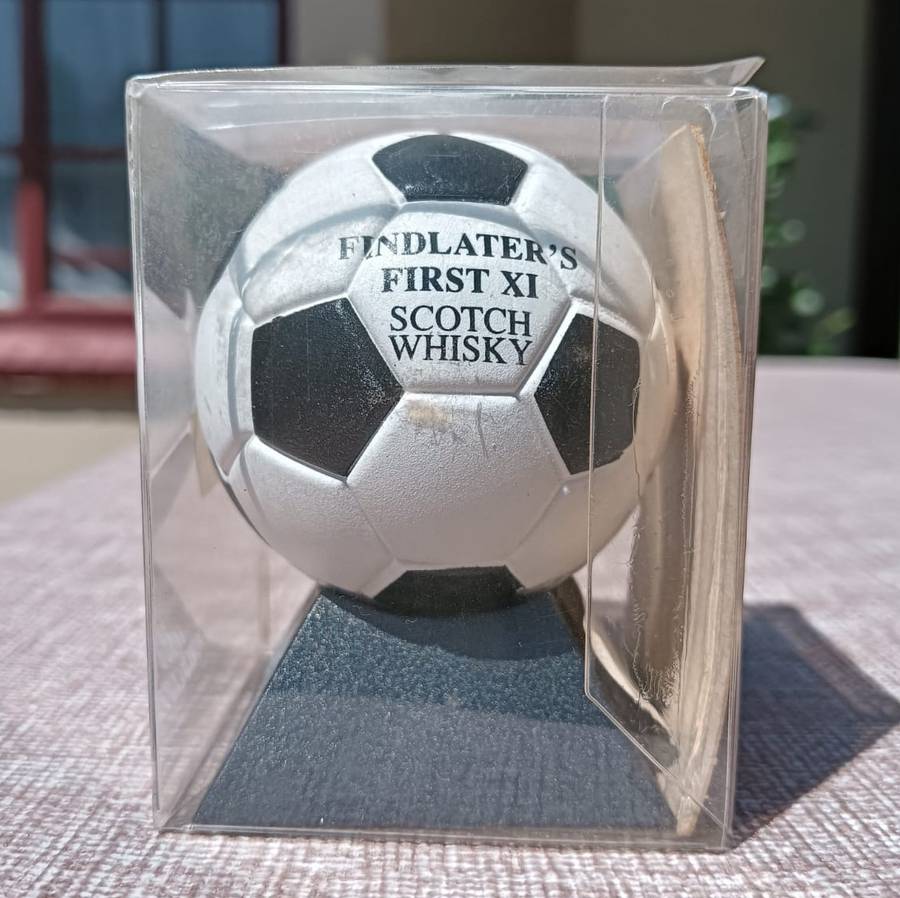 FINDLATER'S
FIRST XI
SCOTCH
WHISKY